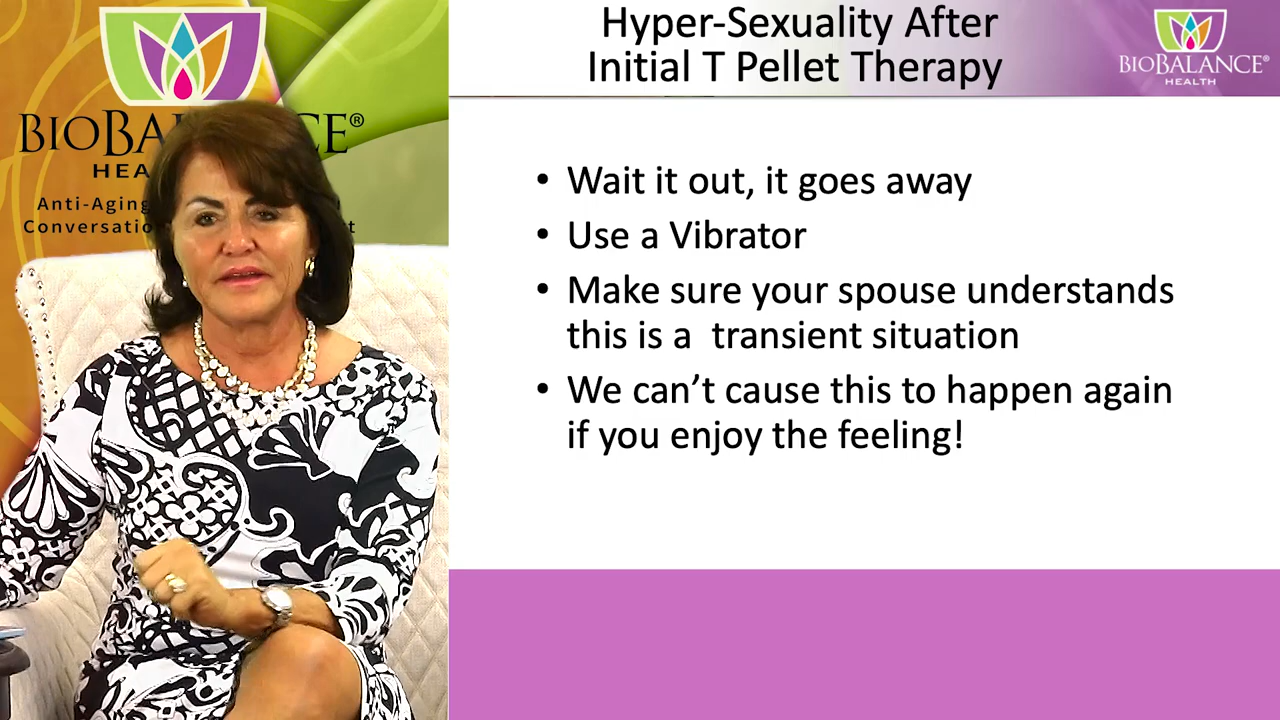 BIOBA CE®
HEA
Anti-Aging
Conversatio t
Hyper-Sexuality After
Initial T Pellet Therapy
BIOBALANCE®
HEALTH
• Wait it out, it goes away
• Use a Vibrator
• Make sure your spouse understands
this is a transient situation
• We can’t cause this to happen again
if you enjoy the feeling!